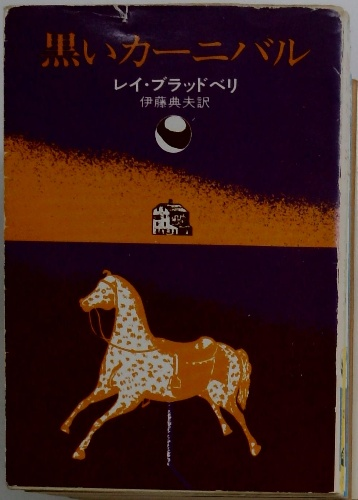 黒いカーニバル
レイ・ブラッドベリ
伊藤典夫訳